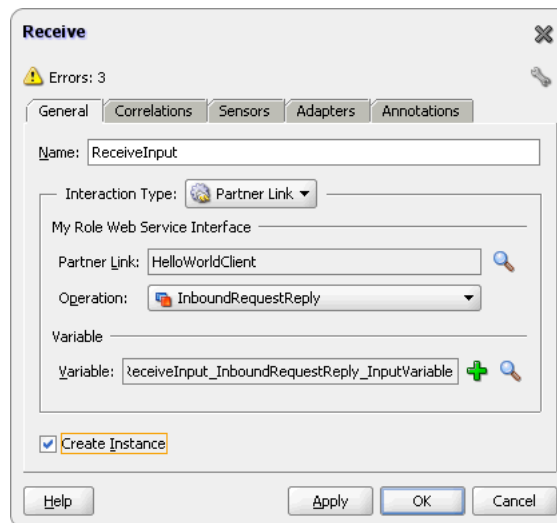 Receive
Errors: 3
General Correlations Sensors Adapters Annotations
Name: ReceiveInput
Interaction Type: Partner Link
My Role Web Service Interface
Partner Link: HelloWorldClient
Operation: InboundRequestReply
Variable
Variable: ReceiveInput_InboundRequestReply_InputVariable
Create Instance
Help Apply OK Cancel